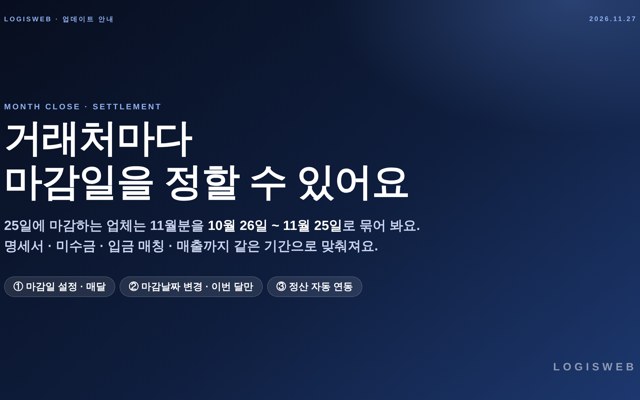 LOGISWEB · 업데이트 안내
2026.11.27
MONTH CLOSE · SETTLEMENT
거래처마다
마감일을 정할 수 있어요
25일에 마감하는 업체는 11월분을 10월 26일 ~ 11월 25일로 묶어 봐요.
명세서 · 미수금 · 입금 매칭 · 매출까지 같은 기간으로 맞춰져요.
① 마감일 설정 · 매달
② 마감날짜 변경 · 이번 달만
③ 정산 자동 연동
LOGISWEB